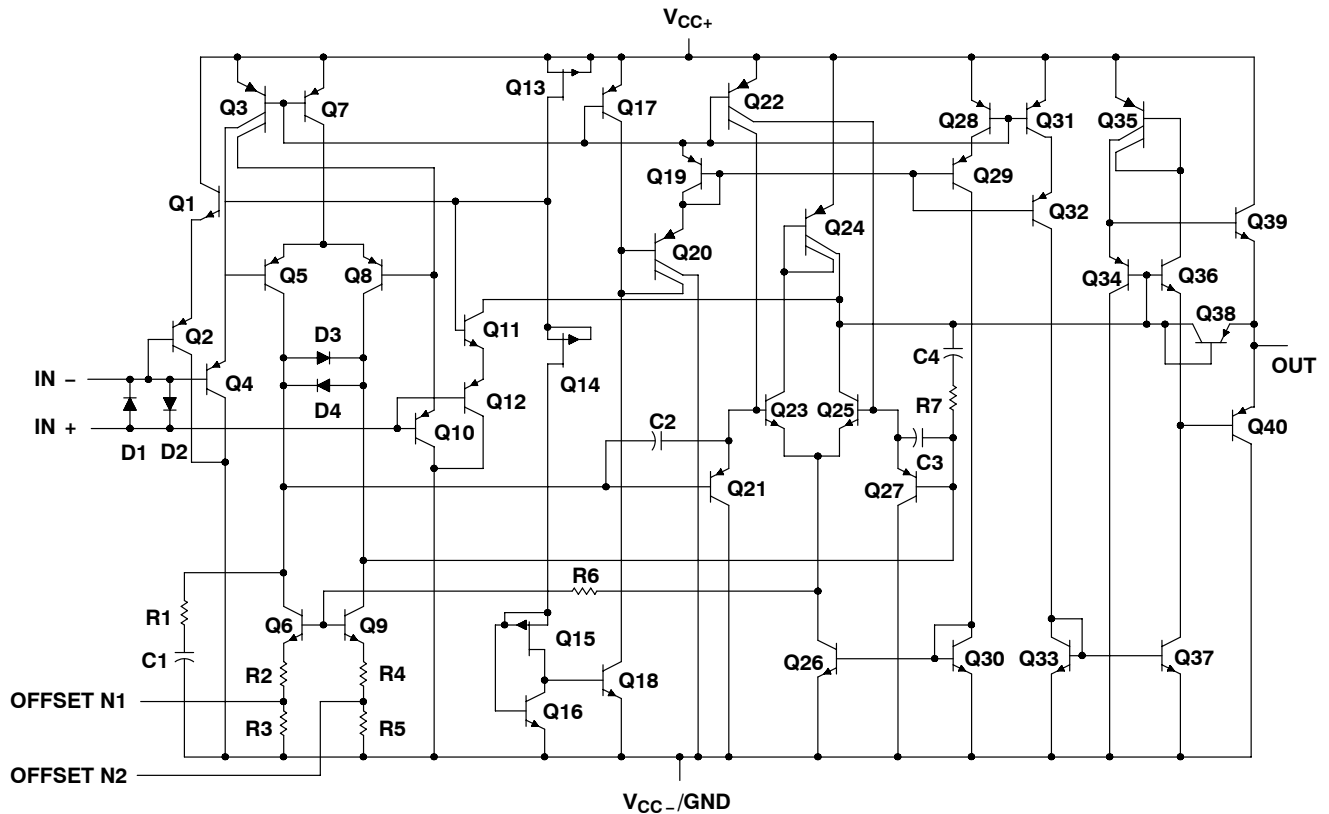 VCC+
Q3
Q7
Q13
Q17
Q22
Q28
Q31
Q35
Q1
Q19
Q29
Q32
Q39
Q5
Q8
Q20
Q24
Q34
Q36
Q2
D3
Q11
Q14
C4
Q38
OUT
IN −
Q4
D4
Q12
R7
IN +
D1
D2
Q10
C2
Q23
Q25
C3
Q40
Q21
Q27
R6
R1
Q6
Q9
Q15
C1
R2
R4
Q26
Q30
Q33
Q37
OFFSET N1
Q18
R3
R5
Q16
OFFSET N2
VCC−/GND